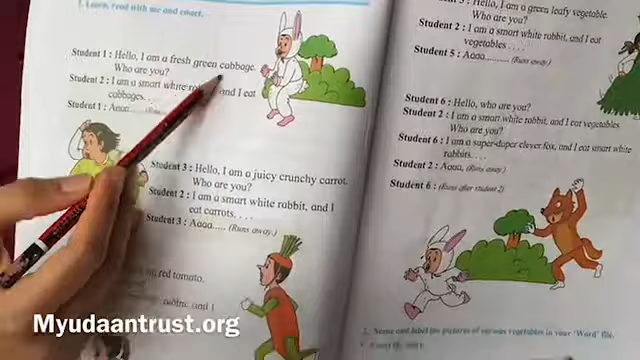 1. Learn, read with me and enact.
Student 1 : Hello, I am a fresh green cabbage.
Who are you?
Student 2 : I am a smart white and I eat
cabbages. . .
Student 1 : Aaaa
Student 3 : Hello, I am a juicy crunchy carrot.
Who are you?
Student 2 : I am a smart white rabbit, and I
eat carrots. . . .
Student 3 : Aaaa..... (Runs away.)
red tomato.
and I
Hello, I am a green leafy vegetable.
Who are you?
Student 2 : I am a smart white rabbit, and I eat
vegetables . . . .
Student 5 : Aaaa.......... (Runs away)
Student 6 : Hello, who are you?
Student 2 : I am a smart white rabbit, and I eat vegetables
Who are you?
Student 6 : I am a super-duper clever fox, and I eat smart white
rabbits. . . .
Student 2 : Aaaa, (Runs away)
Student 6 : (Runs after student 2)
Name and label the pictures of various vegetables in your 'Word' file.
Myudaantrust.org